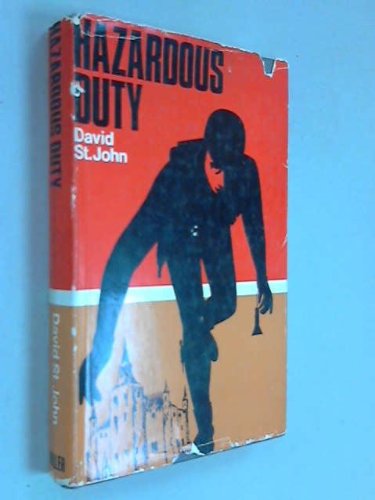 HAZARDOUS
DUTY
David
St.John
HAZARDOUS DUTY
David St. John